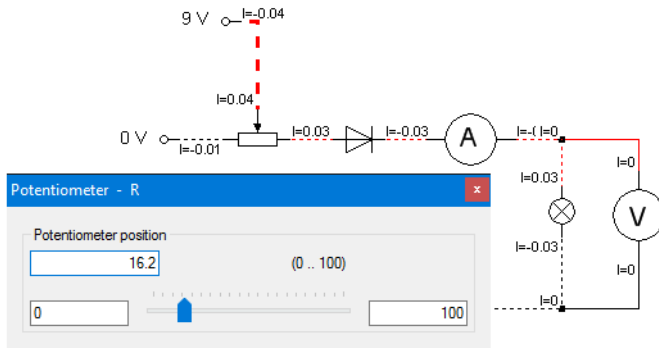 9 V I=-0.04
I=0.04
0 V I=-0.01 I=0.03 I=-0.03 A I=-( I=0
I=0.03 I=0
V
I=-0.03 I=0
I=0
Potentiometer - R x
Potentiometer position
16.2 (0 .. 100)
0 100